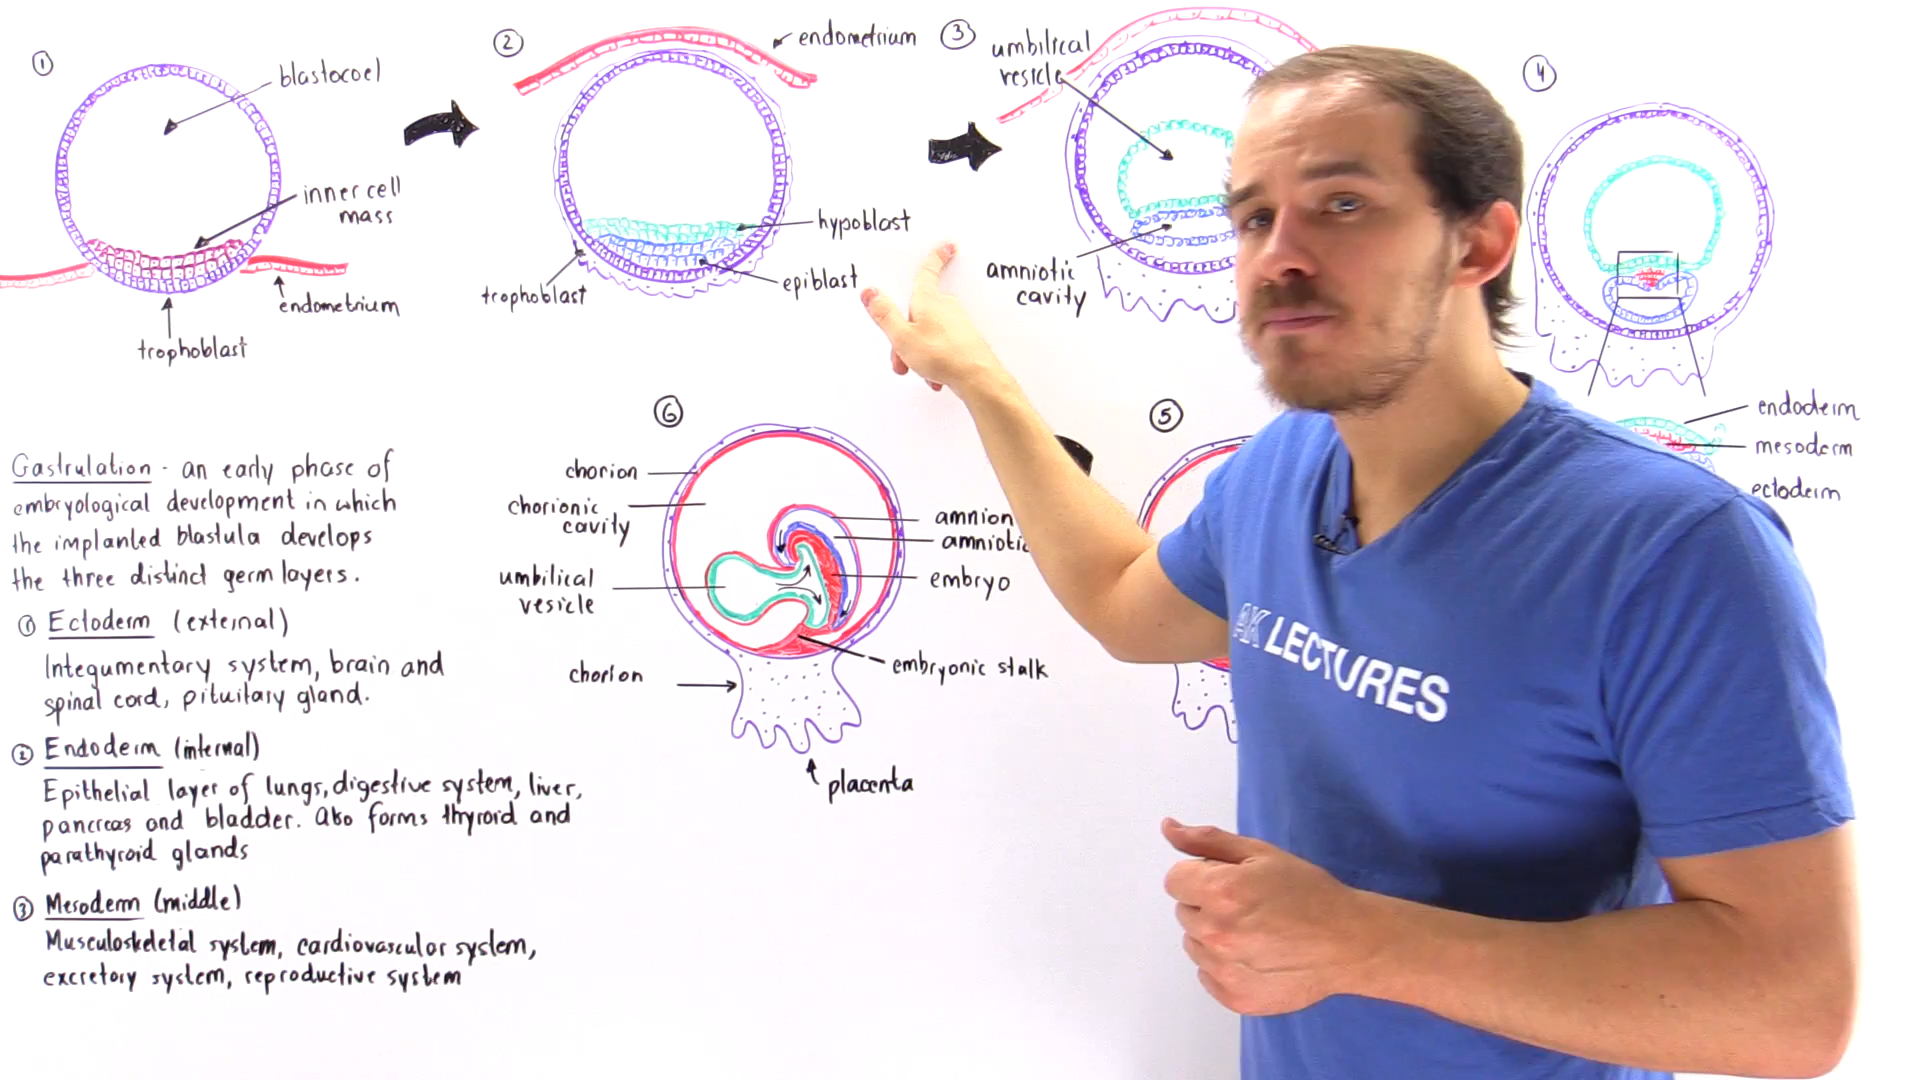 1
blastocoel
inner cell
mass
endometrium
trophoblast
2
endometrium
hypoblast
epiblast
trophoblast
3
umbilical
vesicle
amniotic
cavity
4
endoderm
mesoderm
ectoderm
5
6
chorion
chorionic
cavity
umbilical
vesicle
chorion
amnion
amniotic
embryo
embryonic stalk
placenta
Gastrulation - an early phase of
embryological development in which
the implanted blastula develops
the three distinct germ layers.
1 Ectoderm (external)
Integumentary system, brain and
spinal cord, pituitary gland.
2 Endoderm (internal)
Epithelial layer of lungs, digestive system, liver,
pancreas and bladder. Also forms thyroid and
parathyroid glands
3 Mesoderm (middle)
Musculoskeletal system, cardiovascular system,
excretory system, reproductive system
AK LECTURES